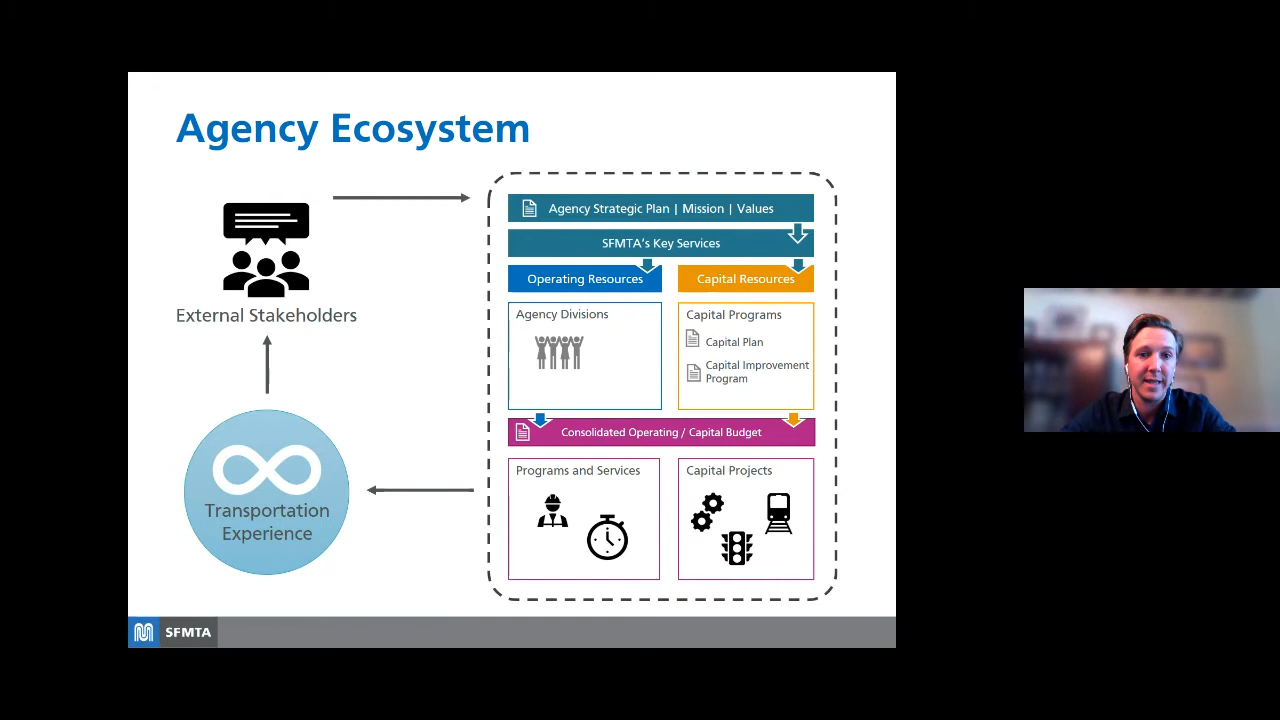 Agency Ecosystem
External Stakeholders
Transportation
Experience
Agency Strategic Plan | Mission | Values
SFMTA's Key Services
Operating Resources
Capital Resources
Agency Divisions
Capital Programs
Capital Plan
Capital Improvement
Program
Consolidated Operating / Capital Budget
Programs and Services
Capital Projects
SFMTA